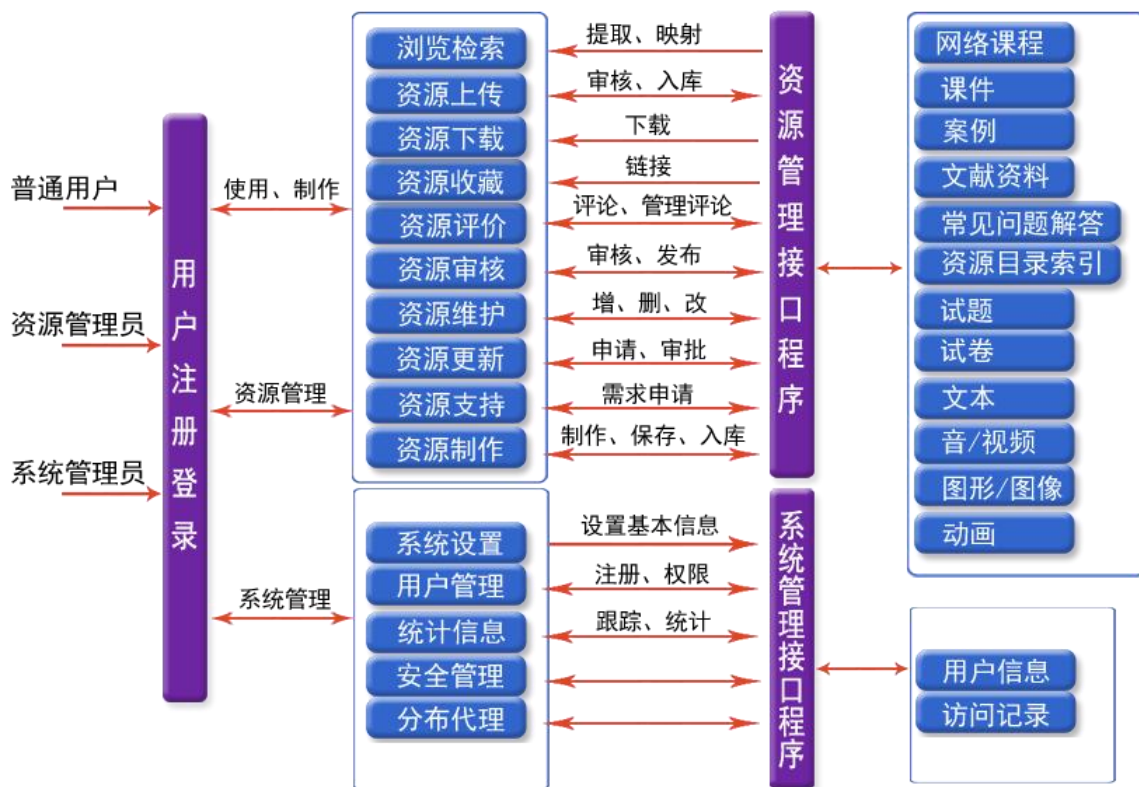 普通用户
资源管理员
系统管理员
用户注册登录
使用、制作
资源管理
系统管理
浏览检索
资源上传
资源下载
资源收藏
资源评价
资源审核
资源维护
资源更新
资源支持
资源制作
系统设置
用户管理
统计信息
安全管理
分布代理
提取、映射
审核、入库
下载
链接
评论、管理评论
审核、发布
增、删、改
申请、审批
需求申请
制作、保存、入库
设置基本信息
注册、权限
跟踪、统计
资源管理接口程序
系统管理接口程序
网络课程
课件
案例
文献资料
常见问题解答
资源目录索引
试题
试卷
文本
音/视频
图形/图像
动画
用户信息
访问记录